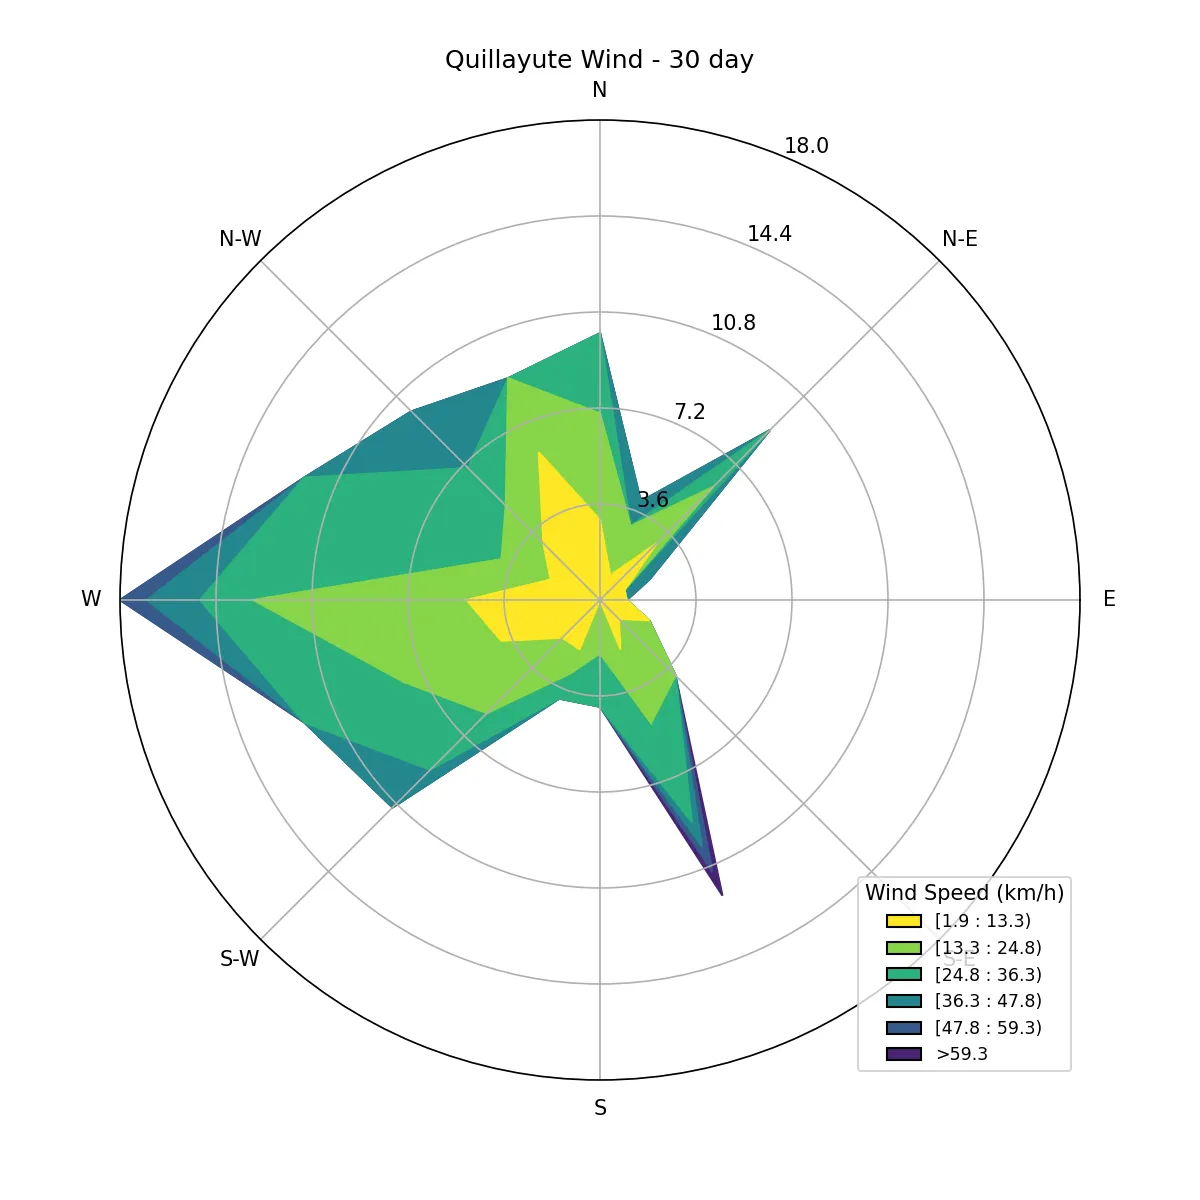 Quillayute Wind - 30 day
N
18.0
14.4
N-W
N-E
10.8
7.2
3.6
W
E
Wind Speed (km/h)
[1.9 : 13.3)
[13.3 : 24.8)
S-W
S-E
[24.8 : 36.3)
[36.3 : 47.8)
[47.8 : 59.3)
>59.3
S